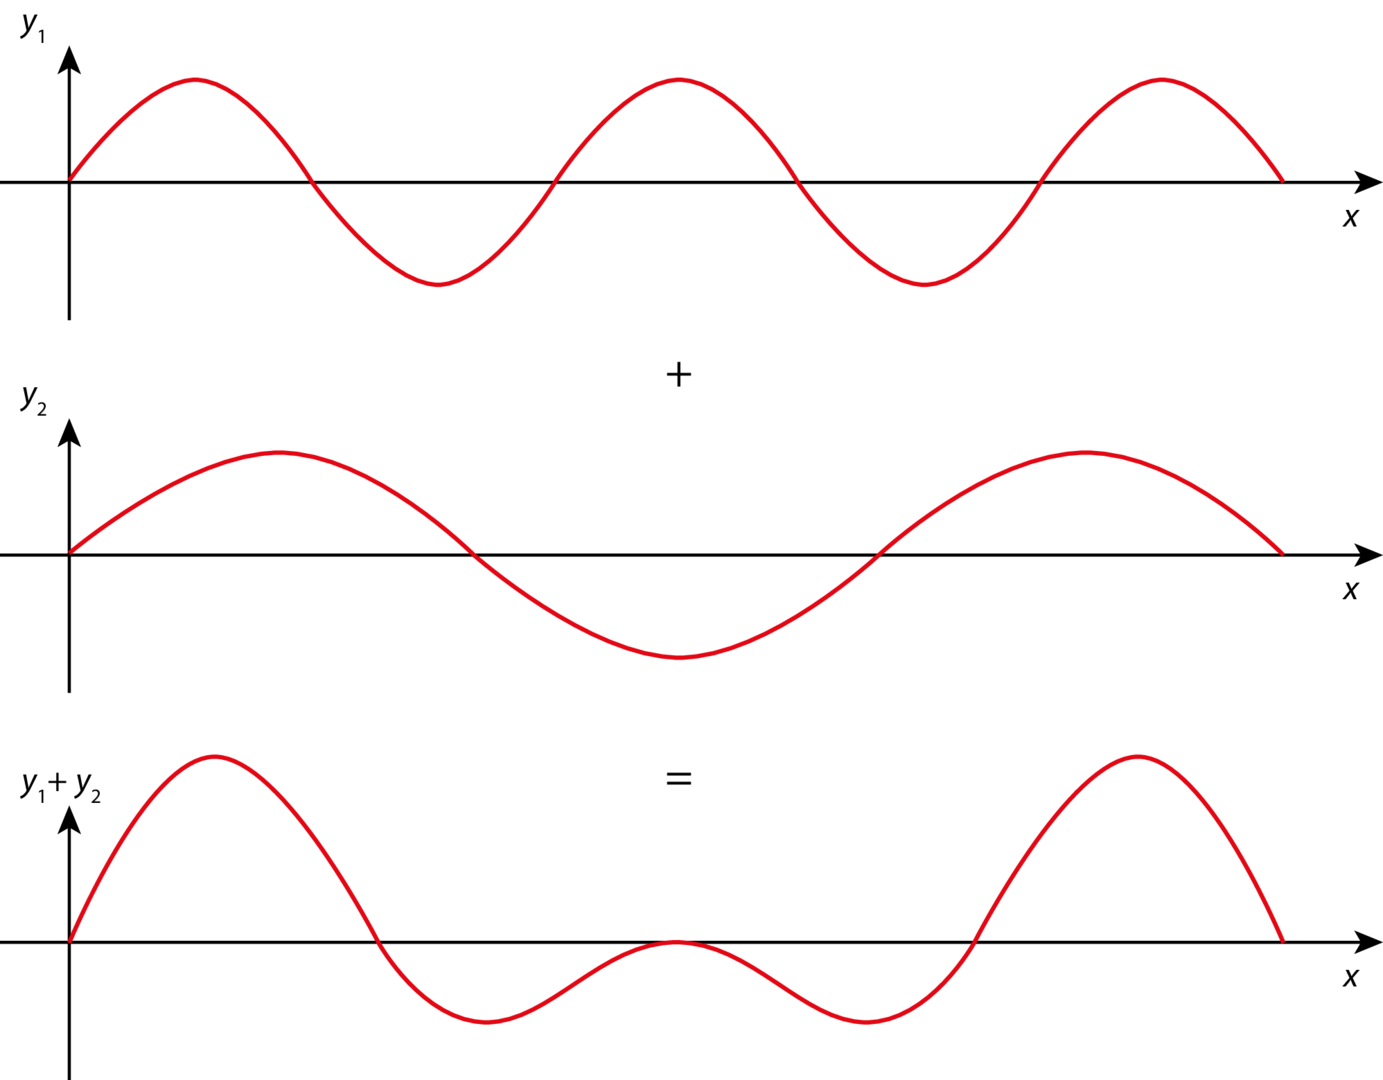 y₁
x
+
y₂
x
=
y₁+ y₂
x